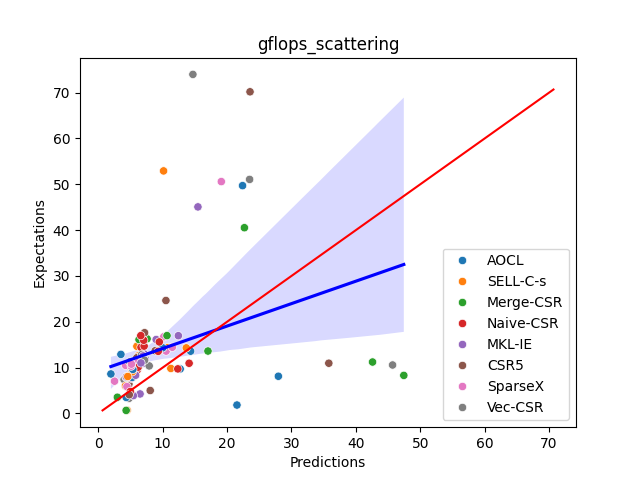 gflops_scattering
Expectations
70
60
50
40
30
20
10
0
0 10 20 30 40 50 60 70
Predictions
AOCL
SELL-C-s
Merge-CSR
Naive-CSR
MKL-IE
CSR5
SparseX
Vec-CSR